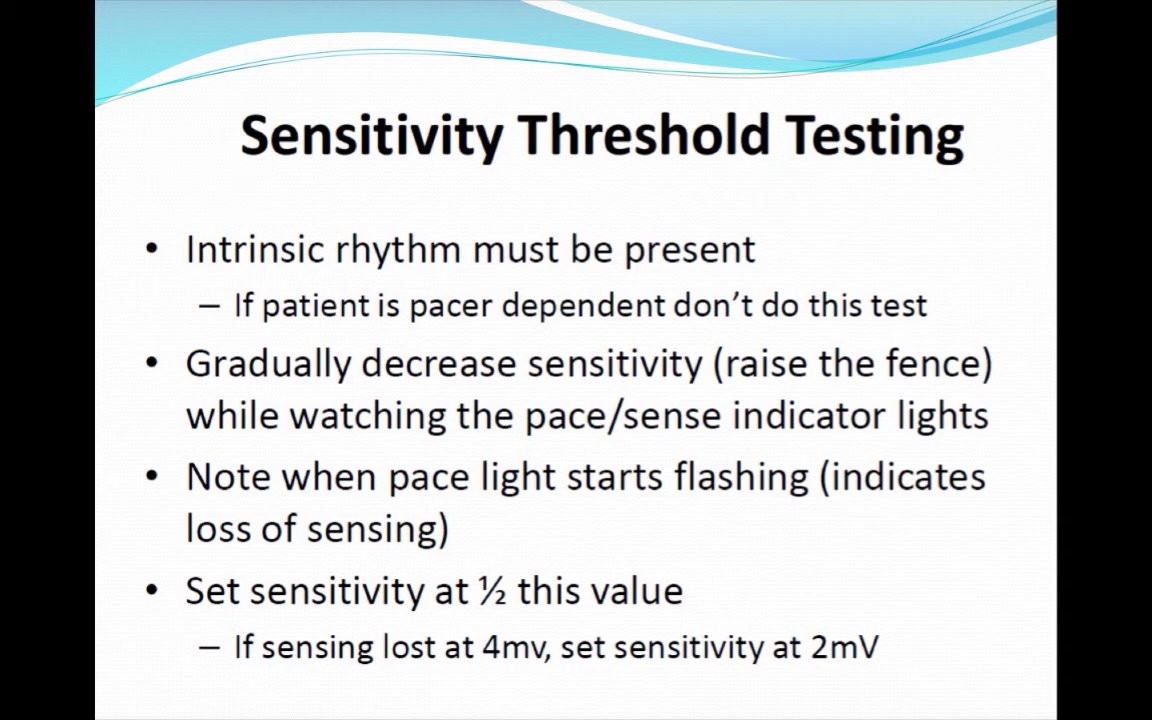 Sensitivity Threshold Testing
• Intrinsic rhythm must be present
– If patient is pacer dependent don’t do this test
• Gradually decrease sensitivity (raise the fence)
while watching the pace/sense indicator lights
• Note when pace light starts flashing (indicates
loss of sensing)
• Set sensitivity at ½ this value
– If sensing lost at 4mv, set sensitivity at 2mV